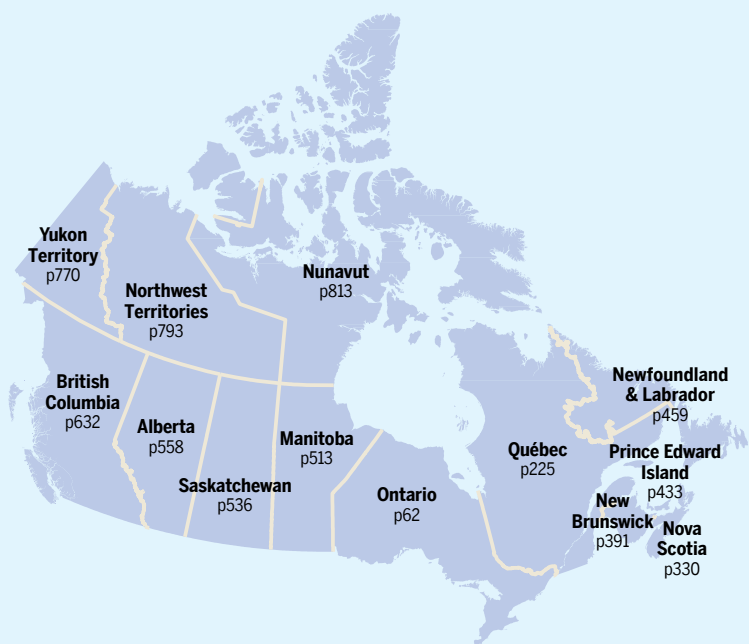 Yukon
Territory
p770
Northwest
Territories
p793
Nunavut
p813
British
Columbia
p632
Alberta
p558
Saskatchewan
p536
Manitoba
p513
Ontario
p62
Québec
p225
Newfoundland
& Labrador
p459
Prince Edward
Island
p433
New
Brunswick
p391
Nova
Scotia
p330